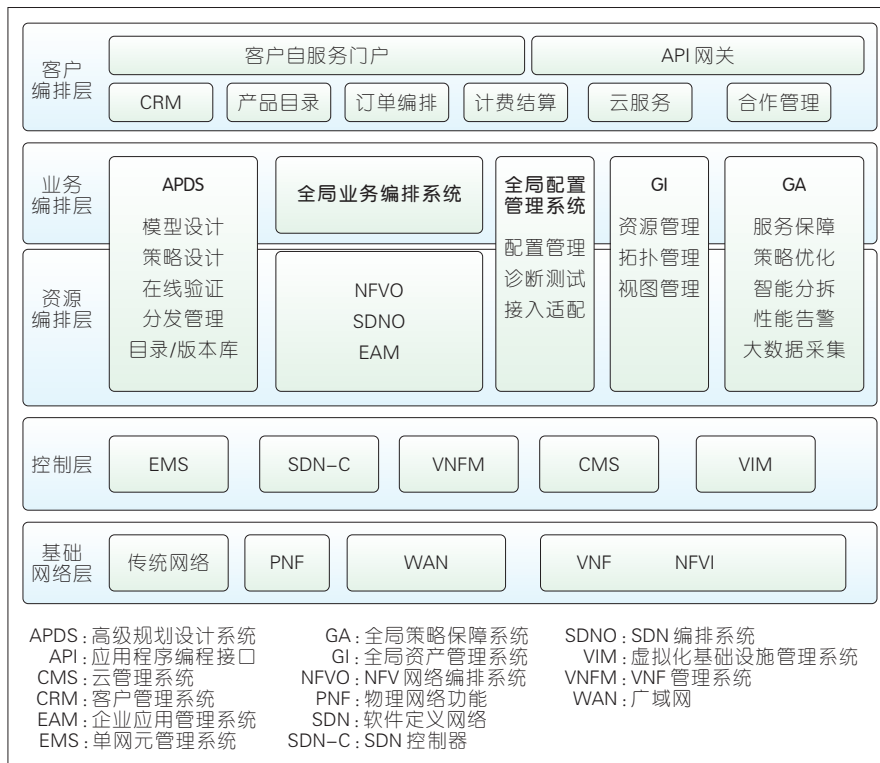 客户
编排层
客户自服务门户
API 网关
CRM
产品目录
订单编排
计费结算
云服务
合作管理
业务
编排层
资源
编排层
APDS
模型设计
策略设计
在线验证
分发管理
目录/版本库
全局业务编排系统
NFVO
SDNO
EAM
全局配置
管理系统
配置管理
诊断测试
接入适配
GI
资源管理
拓扑管理
视图管理
GA
服务保障
策略优化
智能分拆
性能告警
大数据采集
控制层
EMS
SDN-C
VNFM
CMS
VIM
基础
网络层
传统网络
PNF
WAN
VNF NFVI
APDS:高级规划设计系统
API:应用程序编程接口
CMS:云管理系统
CRM:客户管理系统
EAM:企业应用管理系统
EMS:单网元管理系统
GA:全局策略保障系统
GI:全局资产管理系统
NFVO:NFV 网络编排系统
PNF:物理网络功能
SDN:软件定义网络
SDN-C:SDN 控制器
SDNO:SDN 编排系统
VIM:虚拟化基础设施管理系统
VNFM:VNF 管理系统
WAN:广域网